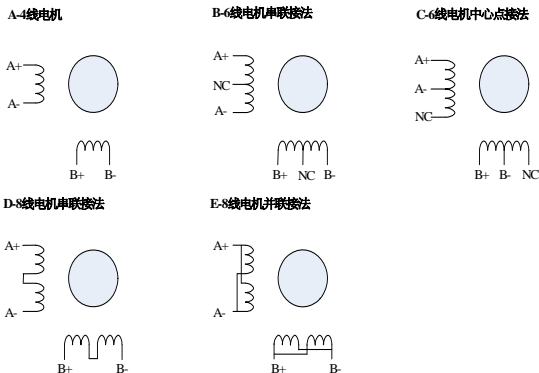 A-4线电机
B-6线电机串联接法
C-6线电机中心点接法
A+
A-
B+ B-
A+
NC
A-
B+ NC B-
A+
A-
NC
B+ B- NC
D-8线电机串联接法
E-8线电机并联接法
A+
A-
B+ B-
A+
A-
B+ B-